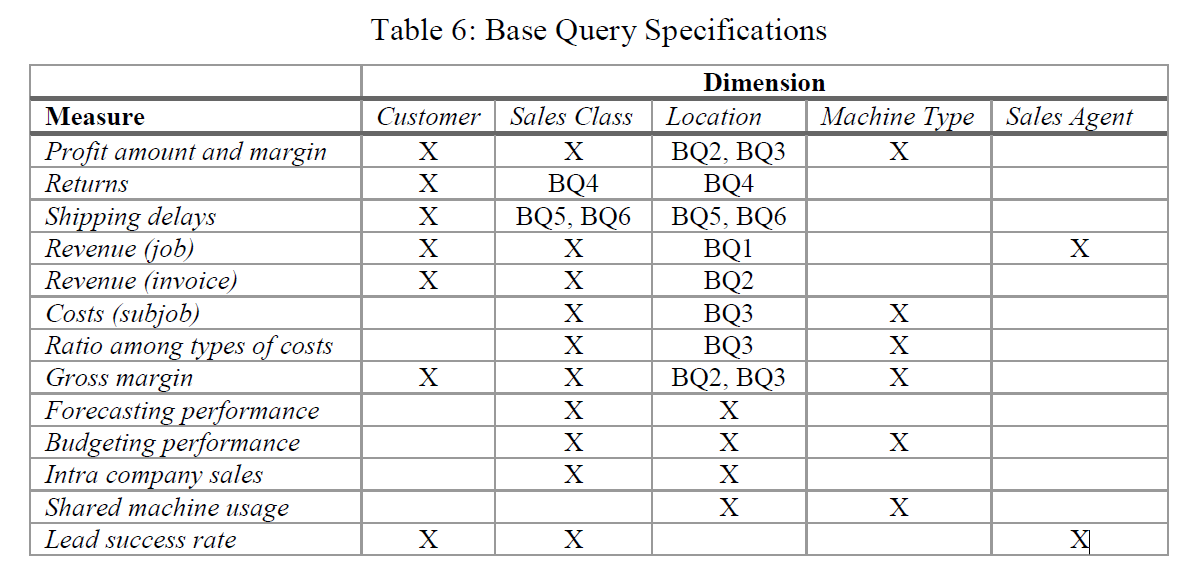 Table 6: Base Query Specifications
Dimension
Measure Customer Sales Class Location Machine Type Sales Agent
Profit amount and margin X X BQ2, BQ3 X
Returns X BQ4 BQ4
Shipping delays X BQ5, BQ6 BQ5, BQ6
Revenue (job) X X BQ1 X
Revenue (invoice) X X BQ2
Costs (subjob) X BQ3 X
Ratio among types of costs X BQ3 X
Gross margin X X BQ2, BQ3 X
Forecasting performance X X
Budgeting performance X X X
Intra company sales X X
Shared machine usage X X
Lead success rate X X X